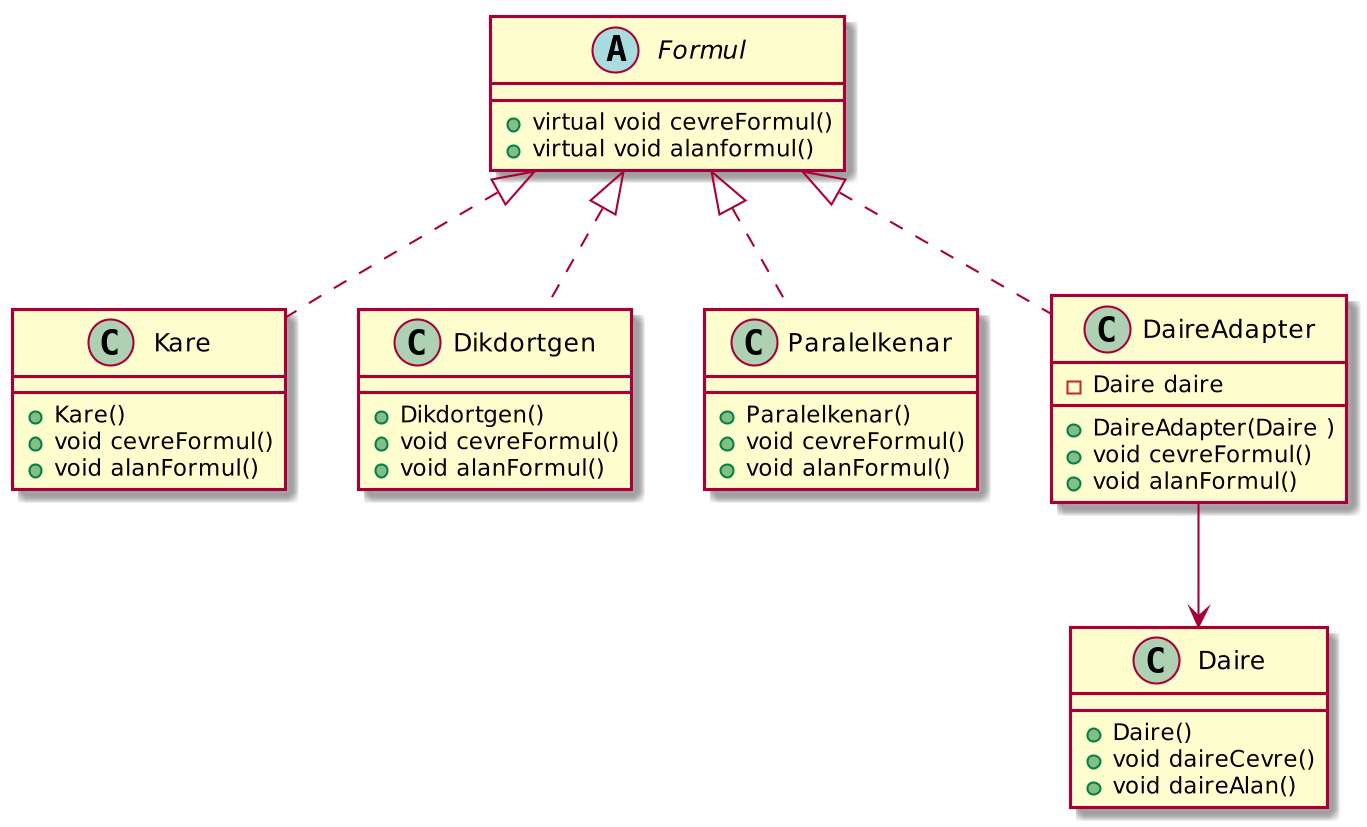 A Formul
virtual void cevreFormul()
virtual void alanformul()
C Kare
Kare()
void cevreFormul()
void alanFormul()
C Dikdortgen
Dikdortgen()
void cevreFormul()
void alanFormul()
C Paralelkenar
Paralelkenar()
void cevreFormul()
void alanFormul()
C DaireAdapter
Daire daire
DaireAdapter(Daire )
void cevreFormul()
void alanFormul()
C Daire
Daire()
void daireCevre()
void daireAlan()